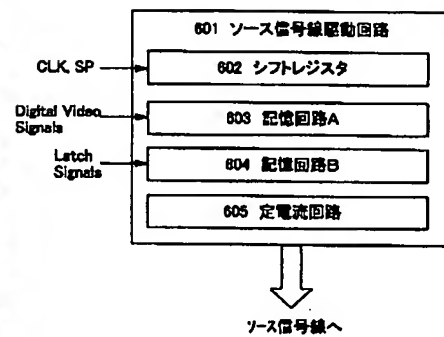 601 ソース信号線駆動回路
CLK, SP
602 シフトレジスタ
Digital Video
Signals
603 記憶回路A
Latch
Signals
604 記憶回路B
605 定電流回路
ソース信号線へ